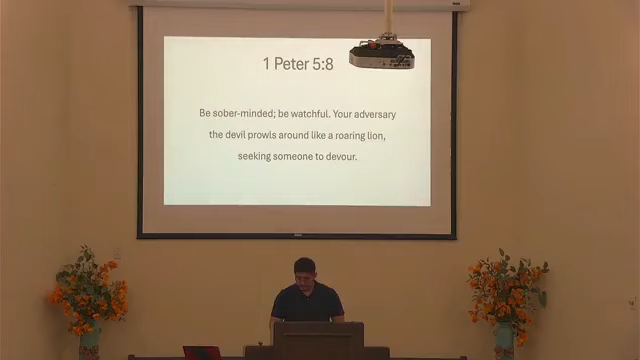 1 Peter 5:8
Be sober-minded; be watchful. Your adversary
the devil prowls around like a roaring lion,
seeking someone to devour.